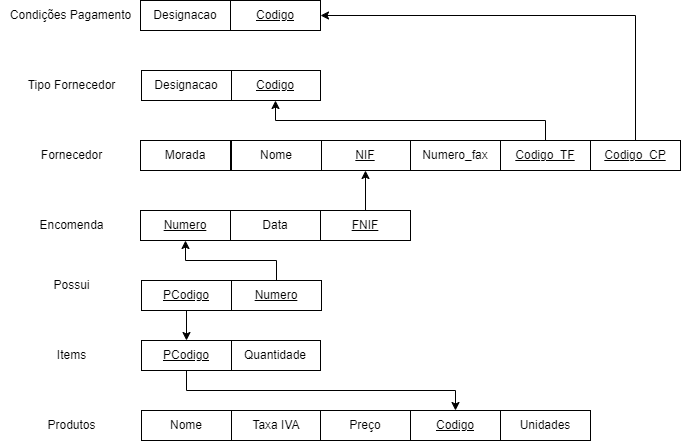 Condições Pagamento Designacao Codigo
Tipo Fornecedor Designacao Codigo
Fornecedor Morada Nome NIF Numero_fax Codigo_TF Codigo_CP
Encomenda Numero Data FNIF
Possui PCodigo Numero
Items PCodigo Quantidade
Produtos Nome Taxa IVA Preço Codigo Unidades